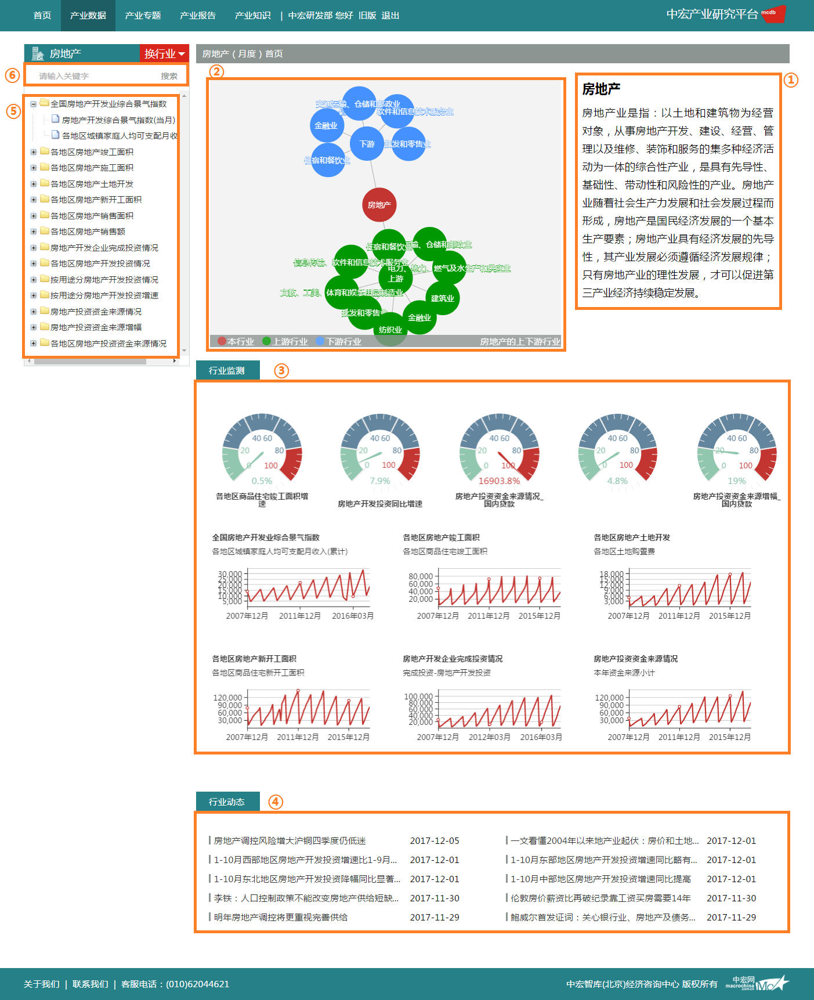 首页 产业数据 产业专题 产业报告 产业知识 | 中宏研发部 您好 旧版 退出
中宏产业研究平台 mcdb
房地产 换行业
房地产（月度）首页
⑥ 请输入关键字 搜索
⑤
全国房地产开发业综合景气指数
房地产开发综合景气指数(当月)
各地区城镇家庭人均可支配月收
各地区房地产竣工面积
各地区房地产施工面积
各地区房地产土地开发
各地区房地产新开工面积
各地区房地产销售面积
各地区房地产销售额
房地产开发企业完成投资情况
各地区房地产开发投资情况
按用途分房地产开发投资情况
按用途分房地产开发投资增速
房地产投资资金来源情况
房地产投资资金来源增幅
各地区房地产投资资金来源情况
②
交通运输、仓储和邮政业
软件和信息技术服务业
金融业
下游
批发和零售业
住宿和餐饮业
房地产
住宿和餐饮业
输、仓储和邮政业
信息传输、软件和信息技术服务业
电力、热力、燃气及水生产和供应业
上游
文教、工美、体育和娱乐用品制造业
建筑业
批发和零售业
金融业
纺织业
本行业 上游行业 下游行业 房地产的上下游行业
①
房地产
房地产业是指：以土地和建筑物为经营
对象，从事房地产开发、建设、经营、管
理以及维修、装饰和服务的集多种经济活
动为一体的综合性产业，是具有先导性、
基础性、带动性和风险性的产业。房地产
业随着社会生产力发展和社会发展过程而
形成，房地产是国民经济发展的一个基本
生产要素；房地产业具有经济发展的先导
性，其产业发展必须遵循经济发展规律；
只有房地产业的理性发展，才可以促进第
三产业经济持续稳定发展。
行业监测 ③
0 20 40 60 80 100
0.5%
各地区商品住宅竣工面积增
速
0 20 40 60 80 100
7.9%
房地产开发投资同比增速
0 20 40 60 80 100
16903.8%
房地产投资资金来源情况_
国内贷款
0 20 40 60 80 100
4.8%
0 20 40 60 80 100
19%
房地产投资资金来源增幅_
国内贷款
全国房地产开发业综合景气指数
各地区城镇家庭人均可支配月收入(累计)
30,000
25,000
20,000
15,000
10,000
5,000
2007年12月 2011年12月 2016年03月
各地区房地产竣工面积
各地区商品住宅竣工面积
80,000
60,000
40,000
20,000
2007年12月 2011年12月 2015年12月
各地区房地产土地开发
各地区土地购置费
18,000
15,000
12,000
9,000
6,000
3,000
2007年12月 2011年12月 2015年12月
各地区房地产新开工面积
各地区商品住宅新开工面积
120,000
90,000
60,000
30,000
2007年12月 2011年12月 2015年12月
房地产开发企业完成投资情况
完成投资-房地产开发投资
100,000
80,000
60,000
40,000
20,000
2007年12月 2012年03月 2016年03月
房地产投资资金来源情况
本年资金来源小计
120,000
90,000
60,000
30,000
2007年12月 2011年12月 2015年12月
行业动态 ④
房地产调控风险增大沪铜四季度仍低迷 2017-12-05
一文看懂2004年以来地产业起伏：房价和土地... 2017-12-01
1-10月西部地区房地产开发投资增速比1-9月... 2017-12-01
1-10月东部地区房地产开发投资增速同比略有... 2017-12-01
1-10月东北地区房地产开发投资降幅同比显著... 2017-12-01
1-10月中部地区房地产开发投资增速同比提高 2017-12-01
李铁：人口控制政策不能改变房地产供给短缺... 2017-11-30
伦敦房价薪资比再破纪录靠工资买房需要14年 2017-11-30
明年房地产调控将更重视完善供给 2017-11-29
鲍威尔首发证词：关心银行业、房地产及债务... 2017-11-29
关于我们 | 联系我们 | 客服电话：(010)62044621
中宏智库(北京)经济咨询中心 版权所有 中宏网 macrochina .com.cn MC